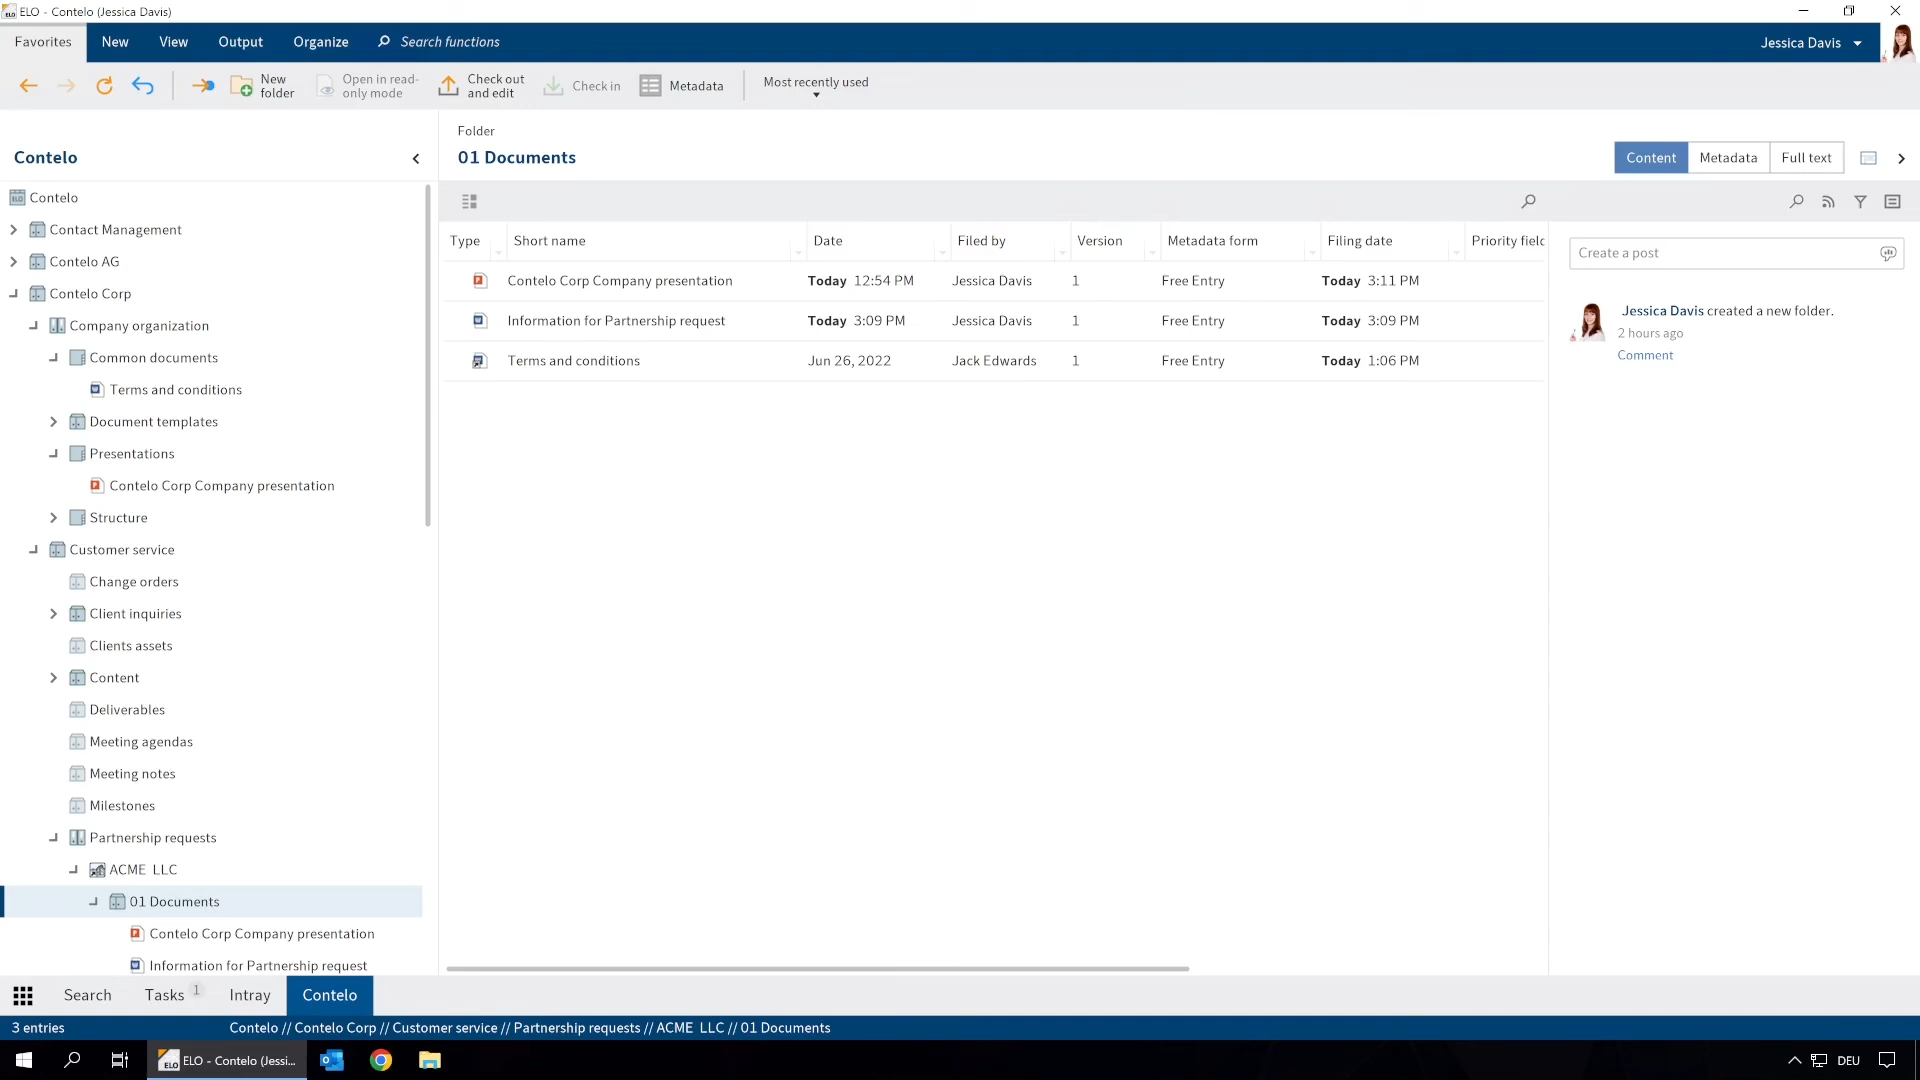 ELO - Contelo (Jessica Davis)
Favorites
New
View
Output
Organize
Search functions
Jessica Davis
New folder
Open in read-only mode
Check out and edit
Check in
Metadata
Most recently used
Contelo
Contelo
Contact Management
Contelo AG
Contelo Corp
Company organization
Common documents
Terms and conditions
Document templates
Presentations
Contelo Corp Company presentation
Structure
Customer service
Change orders
Client inquiries
Clients assets
Content
Deliverables
Meeting agendas
Meeting notes
Milestones
Partnership requests
ACME LLC
01 Documents
Contelo Corp Company presentation
Information for Partnership request
Folder
01 Documents
Content
Metadata
Full text
Type Short name Date Filed by Version Metadata form Filing date Priority field
Contelo Corp Company presentation Today 12:54 PM Jessica Davis 1 Free Entry Today 3:11 PM
Information for Partnership request Today 3:09 PM Jessica Davis 1 Free Entry Today 3:09 PM
Terms and conditions Jun 26, 2022 Jack Edwards 1 Free Entry Today 1:06 PM
Create a post
Jessica Davis created a new folder.
2 hours ago
Comment
Search
Tasks 1
Intray
Contelo
3 entries
Contelo // Contelo Corp // Customer service // Partnership requests // ACME LLC // 01 Documents
ELO - Contelo (Jessi...
DEU